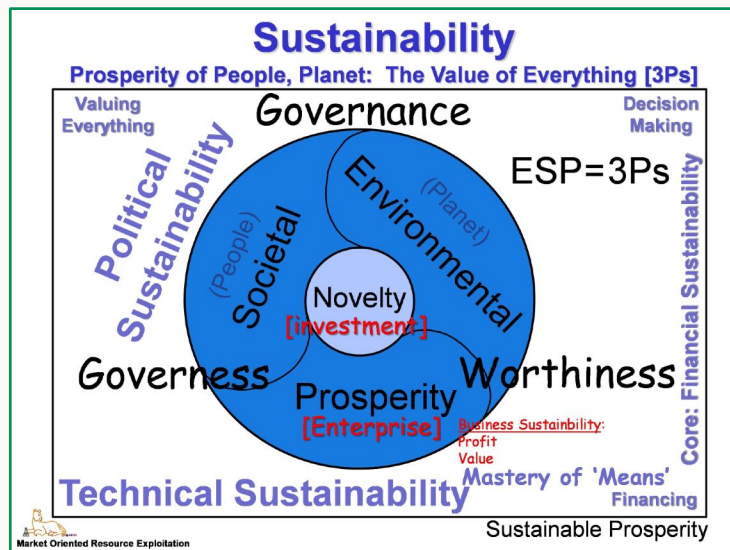 Sustainability
Prosperity of People, Planet: The Value of Everything [3Ps]
Valuing
Everything
Governance
Decision
Making
Political
Sustainability
ESP=3Ps
(People)
Societal
Environmental
(Planet)
Core: Financial Sustainability
Novelty
[investment]
Governess
Worthiness
Prosperity
[Enterprise]
Business Sustainbility:
Profit
Value
Technical Sustainability
Mastery of ‘Means’
Financing
Market Oriented Resource Exploitation
Sustainable Prosperity